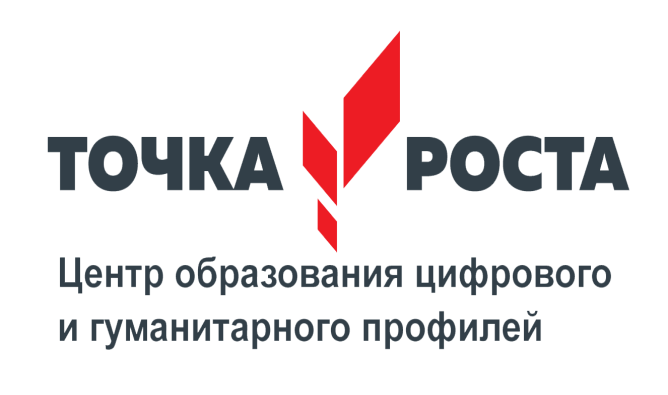 ТОЧКА РОСТА
Центр образования цифрового
и гуманитарного профилей